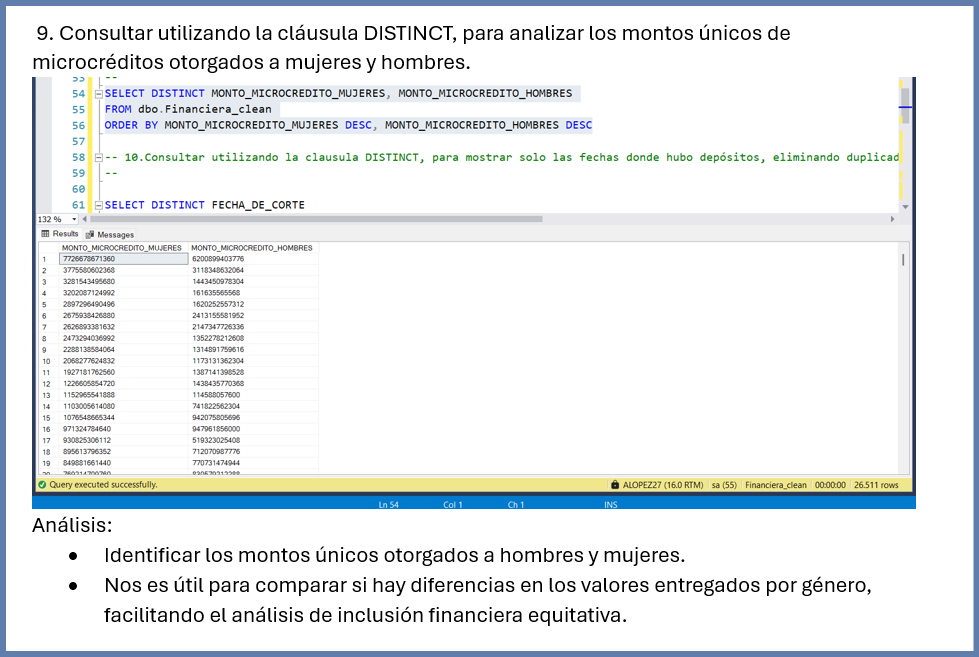 9. Consultar utilizando la cláusula DISTINCT, para analizar los montos únicos de
microcréditos otorgados a mujeres y hombres.
53 --
54 SELECT DISTINCT MONTO_MICROCREDITO_MUJERES, MONTO_MICROCREDITO_HOMBRES
55 FROM dbo.Financiera_clean
56 ORDER BY MONTO_MICROCREDITO_MUJERES DESC, MONTO_MICROCREDITO_HOMBRES DESC
57
58 -- 10.Consultar utilizando la clausula DISTINCT, para mostrar solo las fechas donde hubo depósitos, eliminando duplicad
59 --
60
61 SELECT DISTINCT FECHA_DE_CORTE
132 %
Results Messages
MONTO_MICROCREDITO_MUJERES MONTO_MICROCREDITO_HOMBRES
1 7726678671360 6200899403776
2 3775580602368 3118348632064
3 3281543495680 1443450978304
4 3202087124992 161635565568
5 2897296490496 1620252557312
6 2675938426880 2413155581952
7 2626893381632 2147347726336
8 2473294036992 1352278212608
9 2288138584064 1314891759616
10 2068277624832 1173131362304
11 1927181762560 1387141398528
12 1226605854720 1438435770368
13 1152965541888 114588057600
14 1103005614080 741822562304
15 1076548665344 942075805696
16 971324784640 947961856000
17 930825306112 519323025408
18 895613796352 712070987776
19 849881661440 770731474944
Query executed successfully. ALOPEZ27 (16.0 RTM) sa (55) Financiera_clean 00:00:00 26.511 rows
Ln 54 Col 1 Ch 1 INS
Análisis:
• Identificar los montos únicos otorgados a hombres y mujeres.
• Nos es útil para comparar si hay diferencias en los valores entregados por género,
facilitando el análisis de inclusión financiera equitativa.